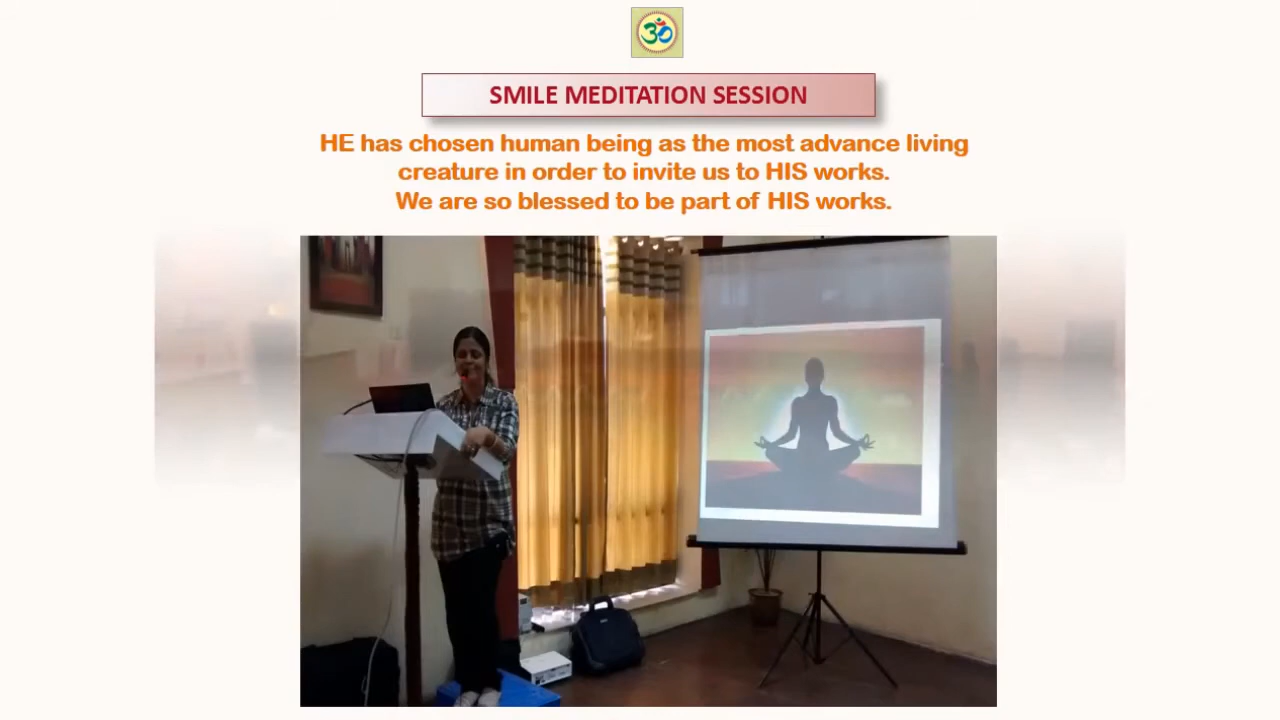 ॐ
SMILE MEDITATION SESSION
HE has chosen human being as the most advance living
creature in order to invite us to HIS works.
We are so blessed to be part of HIS works.